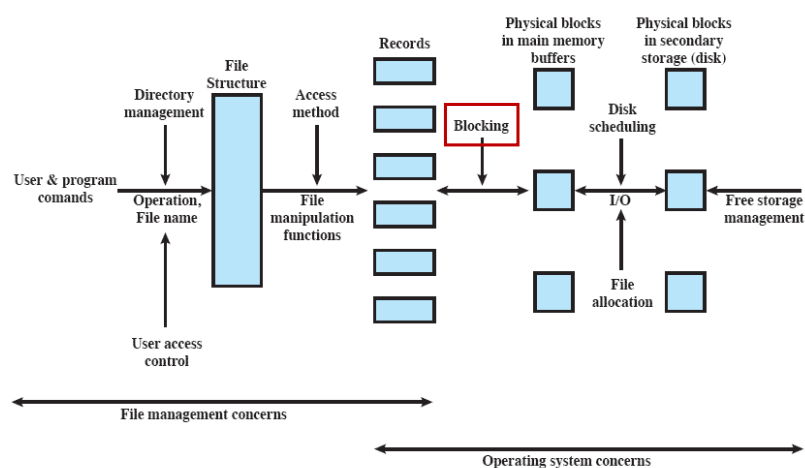 Physical blocks
in main memory
buffers
Physical blocks
in secondary
storage (disk)
Records
File
Structure
Directory
management
Access
method
Blocking
Disk
scheduling
User & program
comands
Operation,
File name
File
manipulation
functions
I/O
Free storage
management
File
allocation
User access
control
File management concerns
Operating system concerns